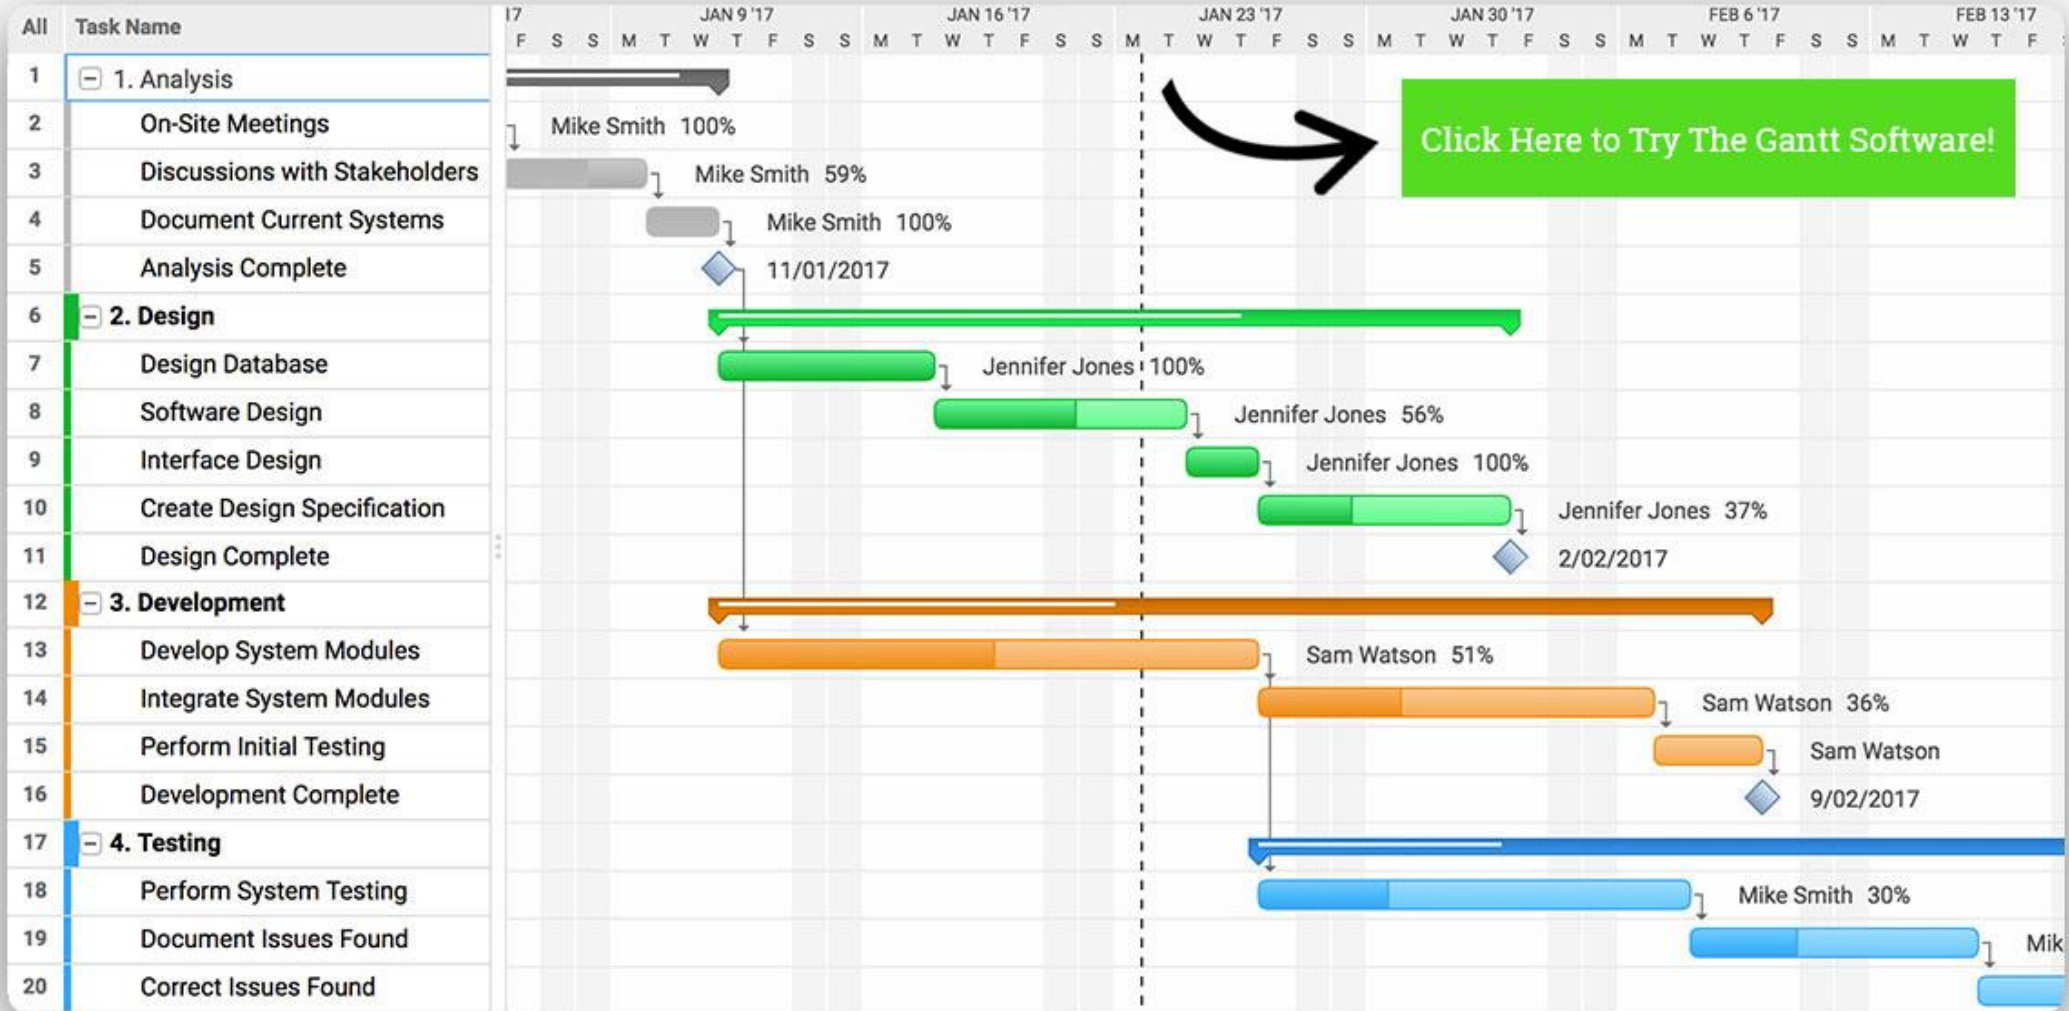 All Task Name 17 JAN 9 '17 JAN 16 '17 JAN 23 '17 JAN 30 '17 FEB 6 '17 FEB 13 '17
F S S M T W T F S S M T W T F S S M T W T F S S M T W T F S S M T W T F S S M T W T F
1 1. Analysis
Click Here to Try The Gantt Software!
2 On-Site Meetings Mike Smith 100%
3 Discussions with Stakeholders Mike Smith 59%
4 Document Current Systems Mike Smith 100%
5 Analysis Complete 11/01/2017
6 2. Design
7 Design Database Jennifer Jones 100%
8 Software Design Jennifer Jones 56%
9 Interface Design Jennifer Jones 100%
10 Create Design Specification Jennifer Jones 37%
11 Design Complete 2/02/2017
12 3. Development
13 Develop System Modules Sam Watson 51%
14 Integrate System Modules Sam Watson 36%
15 Perform Initial Testing Sam Watson
16 Development Complete 9/02/2017
17 4. Testing
18 Perform System Testing Mike Smith 30%
19 Document Issues Found Mik
20 Correct Issues Found